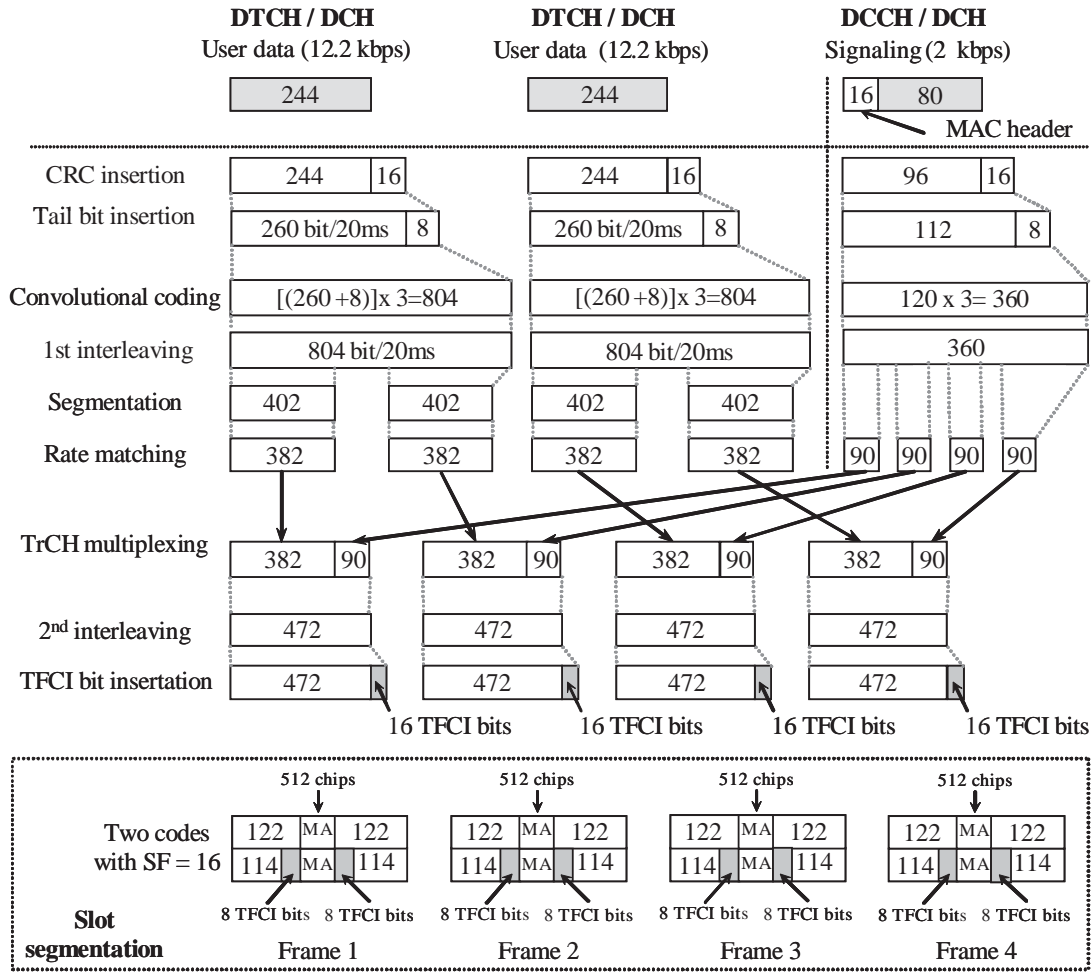 DTCH / DCH DTCH / DCH DCCH / DCH
User data (12.2 kbps) User data (12.2 kbps) Signaling (2 kbps)
244 244 16 80
MAC header
CRC insertion 244 16 244 16 96 16
Tail bit insertion 260 bit/20ms 8 260 bit/20ms 8 112 8
Convolutional coding [(260 +8)]x 3=804 [(260 +8)]x 3=804 120 x 3= 360
1st interleaving 804 bit/20ms 804 bit/20ms 360
Segmentation 402 402 402 402
Rate matching 382 382 382 382 90 90 90 90
TrCH multiplexing 382 90 382 90 382 90 382 90
2nd interleaving 472 472 472 472
TFCI bit insertation 472 472 472 472
16 TFCI bits 16 TFCI bits 16 TFCI bits 16 TFCI bits
512 chips 512 chips 512 chips 512 chips
Two codes 122 MA 122 122 MA 122 122 MA 122 122 MA 122
with SF = 16 114 MA 114 114 MA 114 114 MA 114 114 MA 114
8 TFCI bits 8 TFCI bits 8 TFCI bits 8 TFCI bits 8 TFCI bits 8 TFCI bits 8 TFCI bits 8 TFCI bits
Slot
segmentation Frame 1 Frame 2 Frame 3 Frame 4